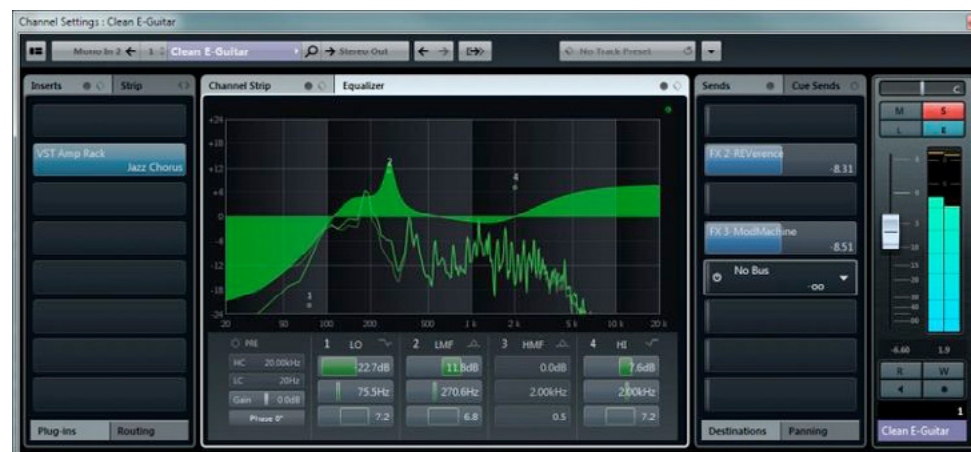 Channel Settings : Clean E-Guitar
Mono In 2 1 Clean E-Guitar Stereo Out No Track Preset
Inserts Strip
VST Amp Rack
Jazz Chorus
Plug-ins Routing
Channel Strip Equalizer
+24
+18
+12
0
-24
1 2 4
20 50 100 200 500 1 k 2 k 5 k 10 k 20 k
PRE 1 LO 2 LMF 3 HMF 4 HI
HC 20.00kHz -22.7dB 11.8dB 0.0dB 7.6dB
LC 20Hz 75.5Hz 270.6Hz 2.00kHz 2.00kHz
Gain 0.0dB
Phase 0° 7.2 6.8 0.5 7.2
Sends Cue Sends
FX 2-REVerence
-8.31
FX 3-ModMachine
-8.51
No Bus
-oo
Destinations Panning
C
M S
L e
-6.60 1.9
R W
1
Clean E-Guitar